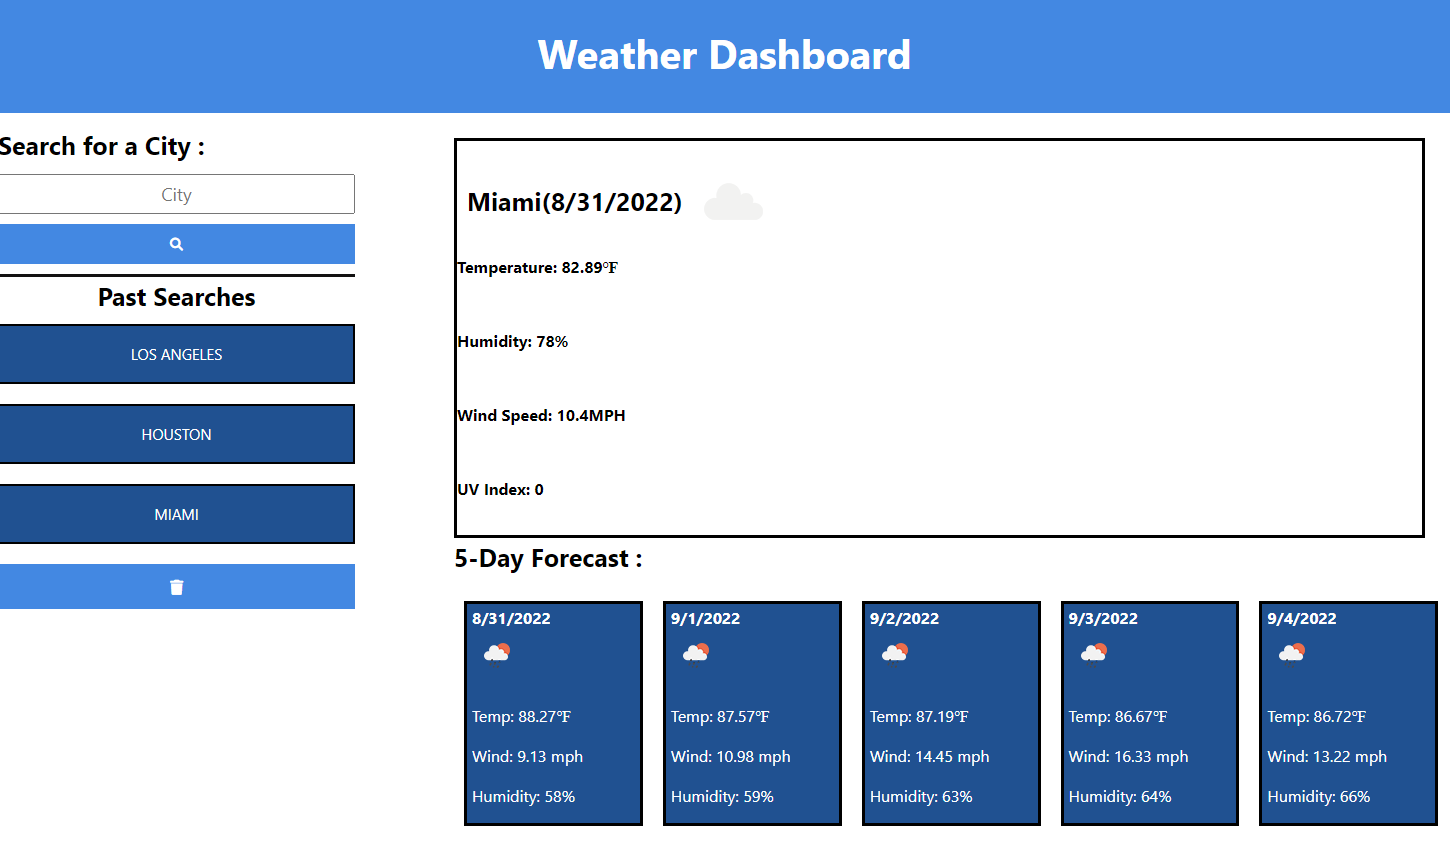 Weather Dashboard
Search for a City :
City
Past Searches
LOS ANGELES
HOUSTON
MIAMI
Miami(8/31/2022)
Temperature: 82.89℉
Humidity: 78%
Wind Speed: 10.4MPH
UV Index: 0
5-Day Forecast :
8/31/2022
Temp: 88.27℉
Wind: 9.13 mph
Humidity: 58%
9/1/2022
Temp: 87.57℉
Wind: 10.98 mph
Humidity: 59%
9/2/2022
Temp: 87.19℉
Wind: 14.45 mph
Humidity: 63%
9/3/2022
Temp: 86.67℉
Wind: 16.33 mph
Humidity: 64%
9/4/2022
Temp: 86.72℉
Wind: 13.22 mph
Humidity: 66%